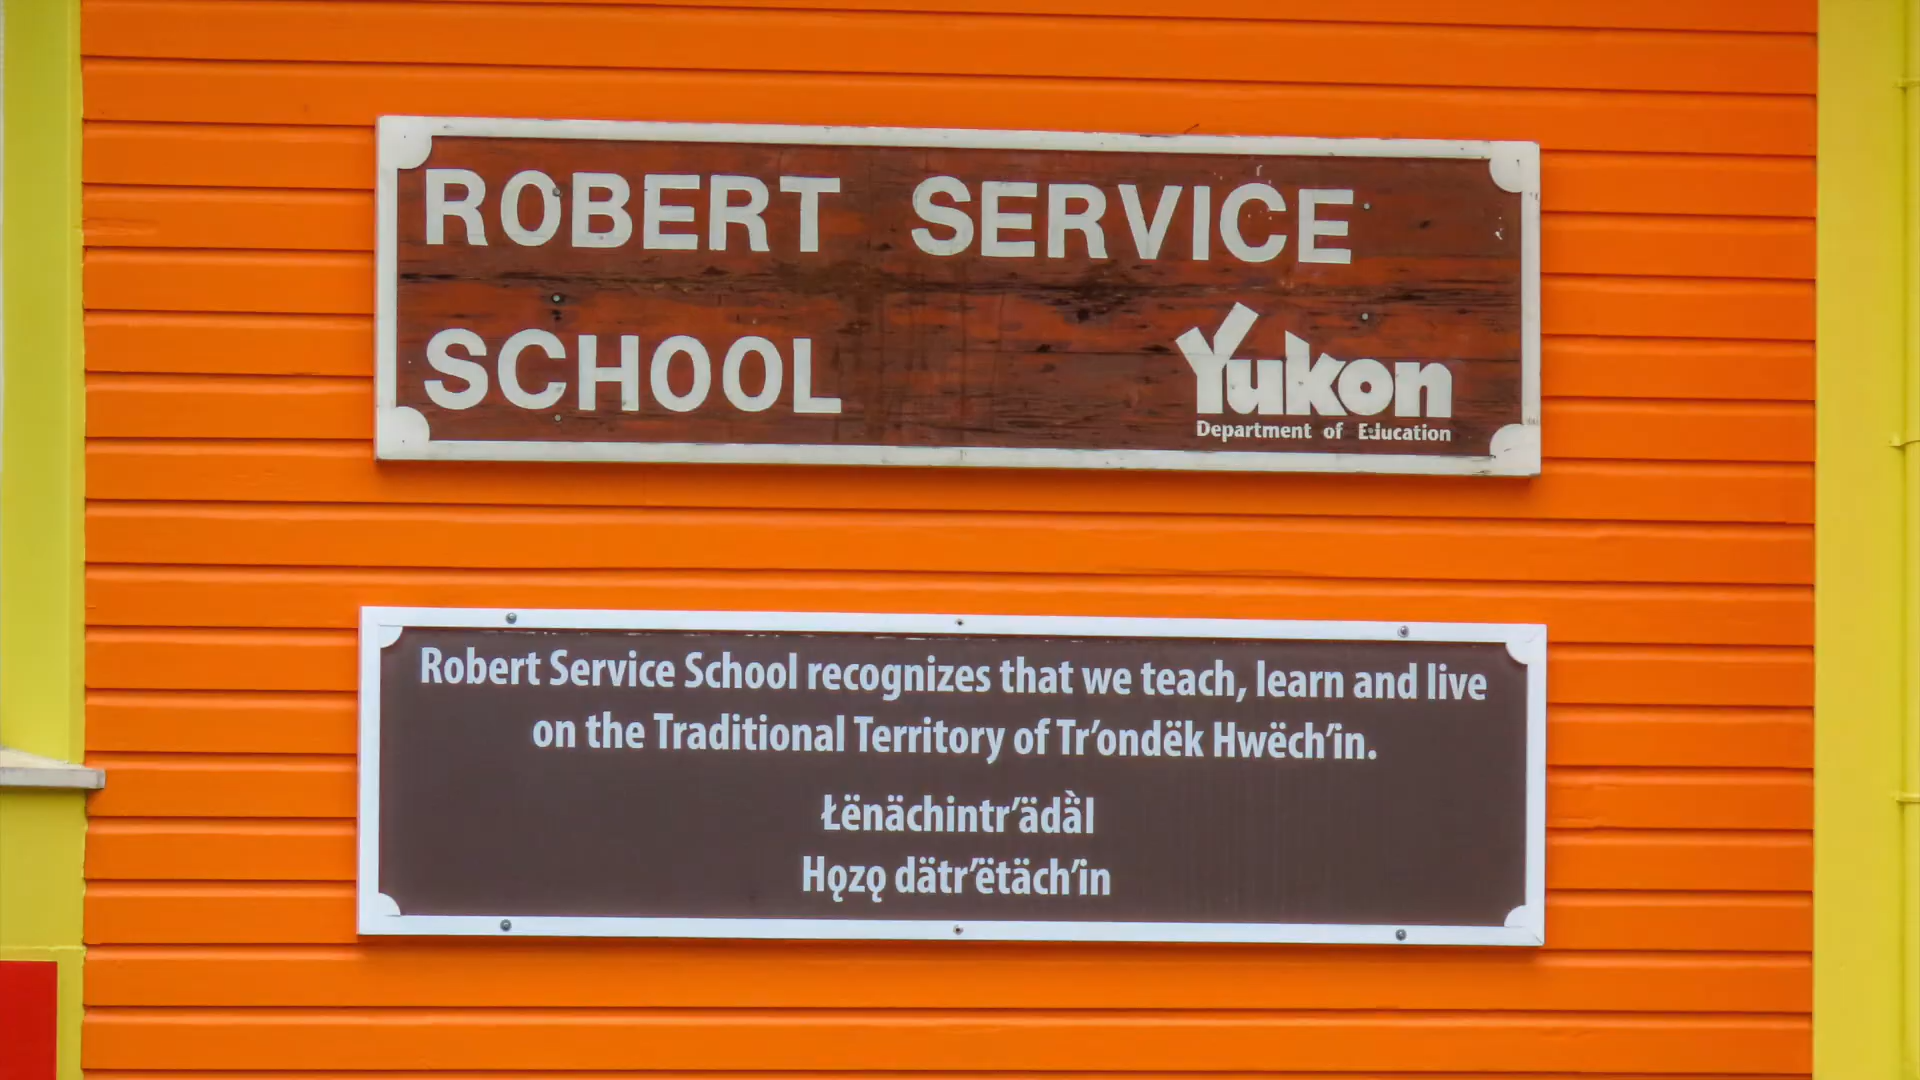 ROBERT SERVICE
SCHOOL
Yukon
Department of Education
Robert Service School recognizes that we teach, learn and live
on the Traditional Territory of Tr’ondëk Hwëch’in.
Łënächintr’ädä̀l
Hǫzǫ dätr’ëtäch’in